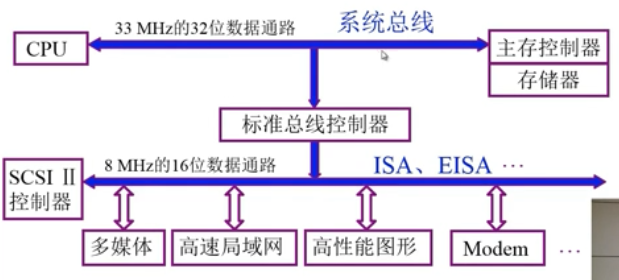 33 MHz的32位数据通路
系统总线
CPU
主存控制器
存储器
标准总线控制器
8 MHz的16位数据通路
ISA、EISA …
SCSI Ⅱ
控制器
多媒体
高速局域网
高性能图形
Modem
…